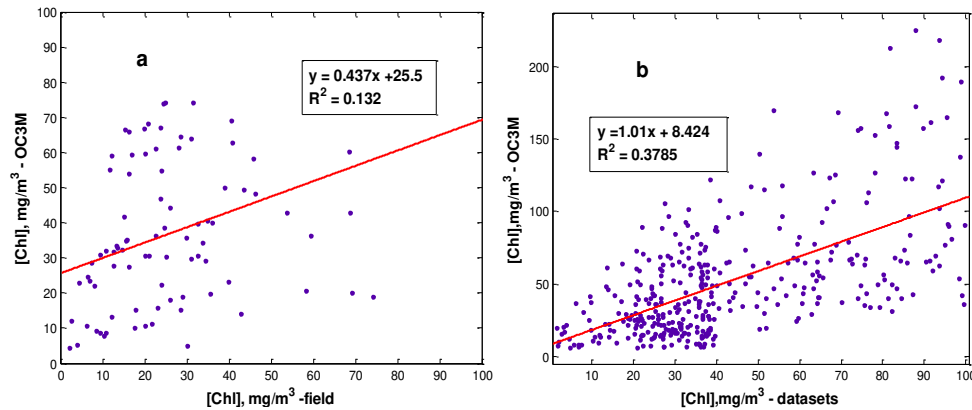 a
y = 0.437x +25.5
R² = 0.132
[Chl], mg/m³ - OC3M
100
90
80
70
60
50
40
30
20
10
0
0 10 20 30 40 50 60 70 80 90 100
[Chl], mg/m³ -field
b
y =1.01x + 8.424
R² = 0.3785
[Chl],mg/m³ - OC3M
200
150
100
50
0
10 20 30 40 50 60 70 80 90 100
[Chl],mg/m³ - datasets